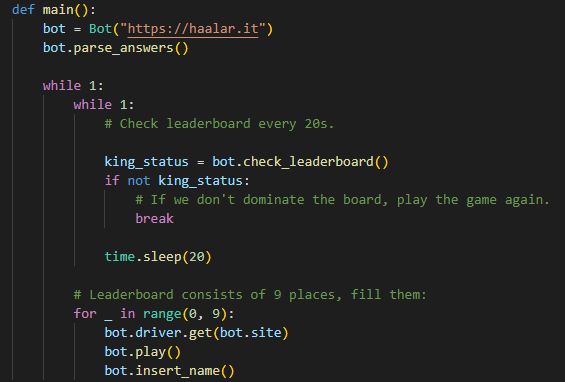 def main():
    bot = Bot("https://haalar.it")
    bot.parse_answers()
    while 1:
        while 1:
            # Check leaderboard every 20s.
            king_status = bot.check_leaderboard()
            if not king_status:
                # If we don't dominate the board, play the game again.
                break
            time.sleep(20)
        # Leaderboard consists of 9 places, fill them:
        for _ in range(0, 9):
            bot.driver.get(bot.site)
            bot.play()
            bot.insert_name()